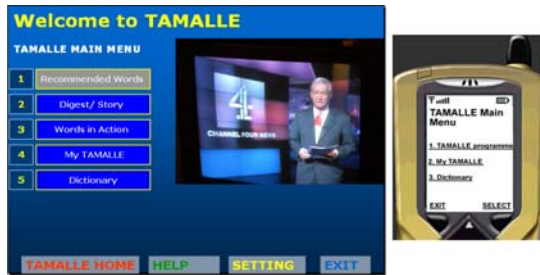 Welcome to TAMALLE
TAMALLE MAIN MENU
1 Recommended Words
2 Digest/ Story
3 Words in Action
4 My TAMALLE
5 Dictionary
CHANNEL FOUR NEWS
TAMALLE HOME HELP SETTING EXIT
TAMALLE Main
Menu
1. TAMALLE programme
2. My TAMALLE
3. Dictionary
EXIT SELECT